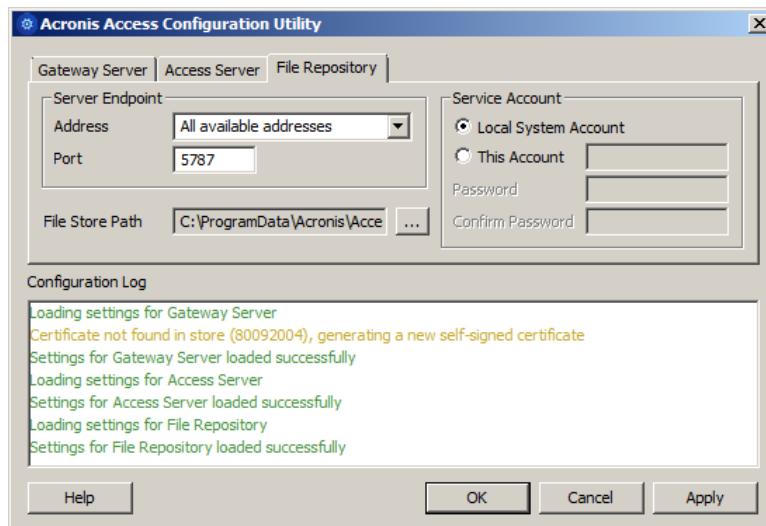 Acronis Access Configuration Utility
Gateway Server Access Server File Repository
Server Endpoint
Address All available addresses
Port 5787
File Store Path C:\ProgramData\Acronis\Acce ...
Service Account
Local System Account
This Account
Password
Confirm Password
Configuration Log
Loading settings for Gateway Server
Certificate not found in store (80092004), generating a new self-signed certificate
Settings for Gateway Server loaded successfully
Loading settings for Access Server
Settings for Access Server loaded successfully
Loading settings for File Repository
Settings for File Repository loaded successfully
Help OK Cancel Apply